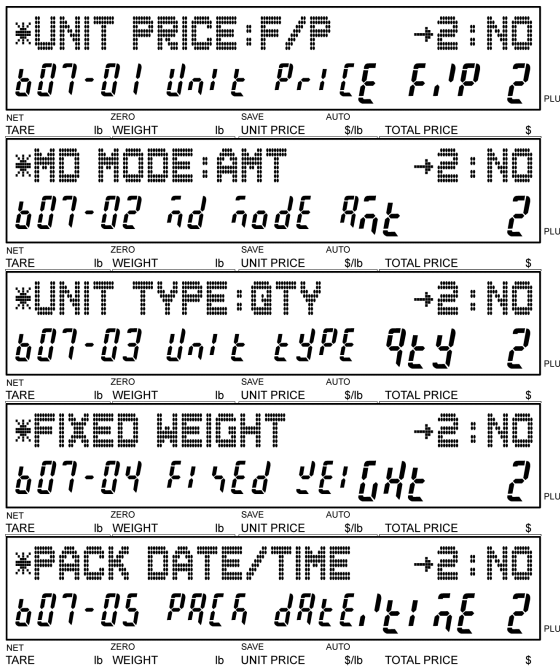 *UNIT PRICE:F/P →2:NO
b07-01 Unit PriCE F/P 2
PLU
NET ZERO SAVE AUTO
TARE lb WEIGHT lb UNIT PRICE $/lb TOTAL PRICE $
*MD MODE:AMT →2:NO
b07-02 nd nodE Ant 2
PLU
NET ZERO SAVE AUTO
TARE lb WEIGHT lb UNIT PRICE $/lb TOTAL PRICE $
*UNIT TYPE:QTY →2:NO
b07-03 Unit tYPE qtY 2
PLU
NET ZERO SAVE AUTO
TARE lb WEIGHT lb UNIT PRICE $/lb TOTAL PRICE $
*FIXED WEIGHT →2:NO
b07-04 FiXEd WEiGHt 2
PLU
NET ZERO SAVE AUTO
TARE lb WEIGHT lb UNIT PRICE $/lb TOTAL PRICE $
*PACK DATE/TIME →2:NO
b07-05 PACK dAtE/tinE 2
PLU
NET ZERO SAVE AUTO
TARE lb WEIGHT lb UNIT PRICE $/lb TOTAL PRICE $